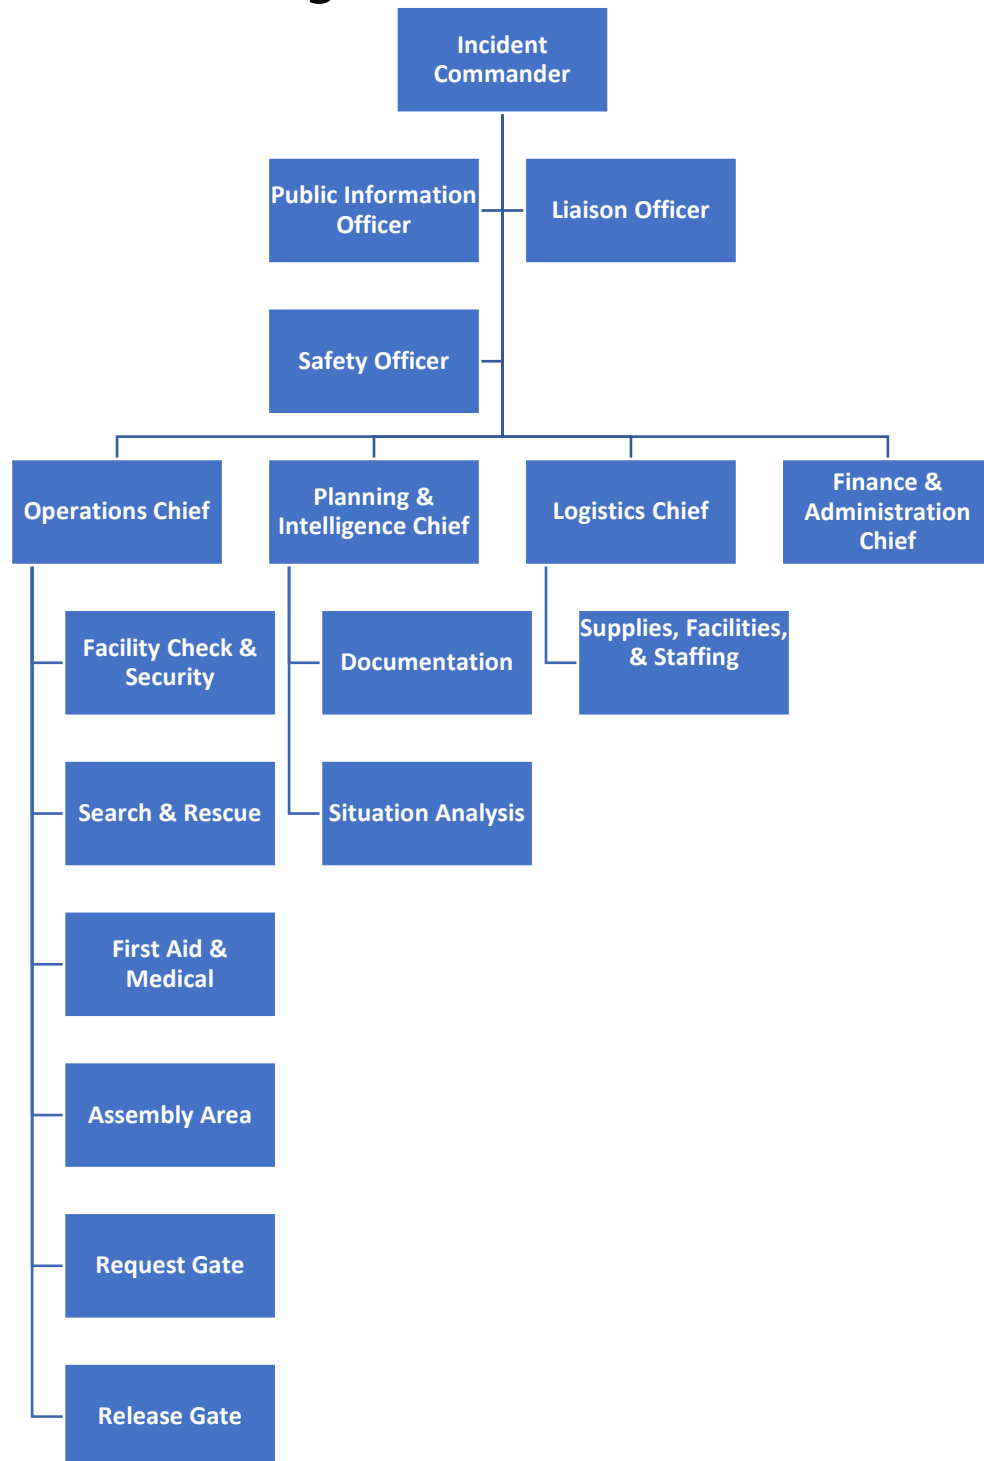 Incident
Commander
Public Information
Officer
Liaison Officer
Safety Officer
Operations Chief
Planning &
Intelligence Chief
Logistics Chief
Finance &
Administration
Chief
Facility Check &
Security
Documentation
Supplies, Facilities,
& Staffing
Search & Rescue
Situation Analysis
First Aid &
Medical
Assembly Area
Request Gate
Release Gate